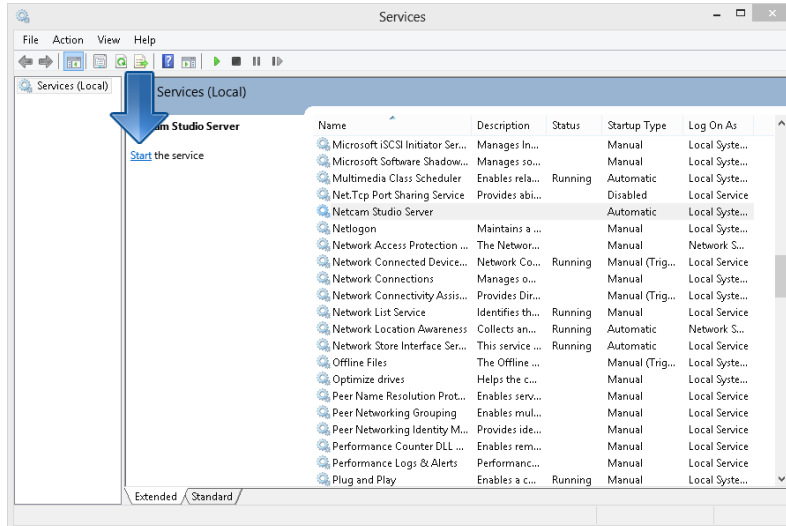 Services
File Action View Help
Services (Local)
Services (Local)
am Studio Server
Start the service
Name Description Status Startup Type Log On As
Microsoft iSCSI Initiator Ser... Manages In... Manual Local Syste...
Microsoft Software Shadow... Manages so... Manual Local Syste...
Multimedia Class Scheduler Enables rela... Running Automatic Local Syste...
Net.Tcp Port Sharing Service Provides abi... Disabled Local Service
Netcam Studio Server Automatic Local Syste...
Netlogon Maintains a ... Manual Local Syste...
Network Access Protection ... The Networ... Manual Network S...
Network Connected Device... Network Co... Running Manual (Trig... Local Service
Network Connections Manages o... Manual Local Syste...
Network Connectivity Assis... Provides Dir... Manual (Trig... Local Syste...
Network List Service Identifies th... Running Manual Local Service
Network Location Awareness Collects an... Running Automatic Network S...
Network Store Interface Ser... This service ... Running Automatic Local Service
Offline Files The Offline ... Manual (Trig... Local Syste...
Optimize drives Helps the c... Manual Local Syste...
Peer Name Resolution Prot... Enables serv... Manual Local Service
Peer Networking Grouping Enables mul... Manual Local Service
Peer Networking Identity M... Provides ide... Manual Local Service
Performance Counter DLL ... Enables rem... Manual Local Service
Performance Logs & Alerts Performanc... Manual Local Service
Plug and Play Enables a c... Running Manual Local Syste...
Extended Standard